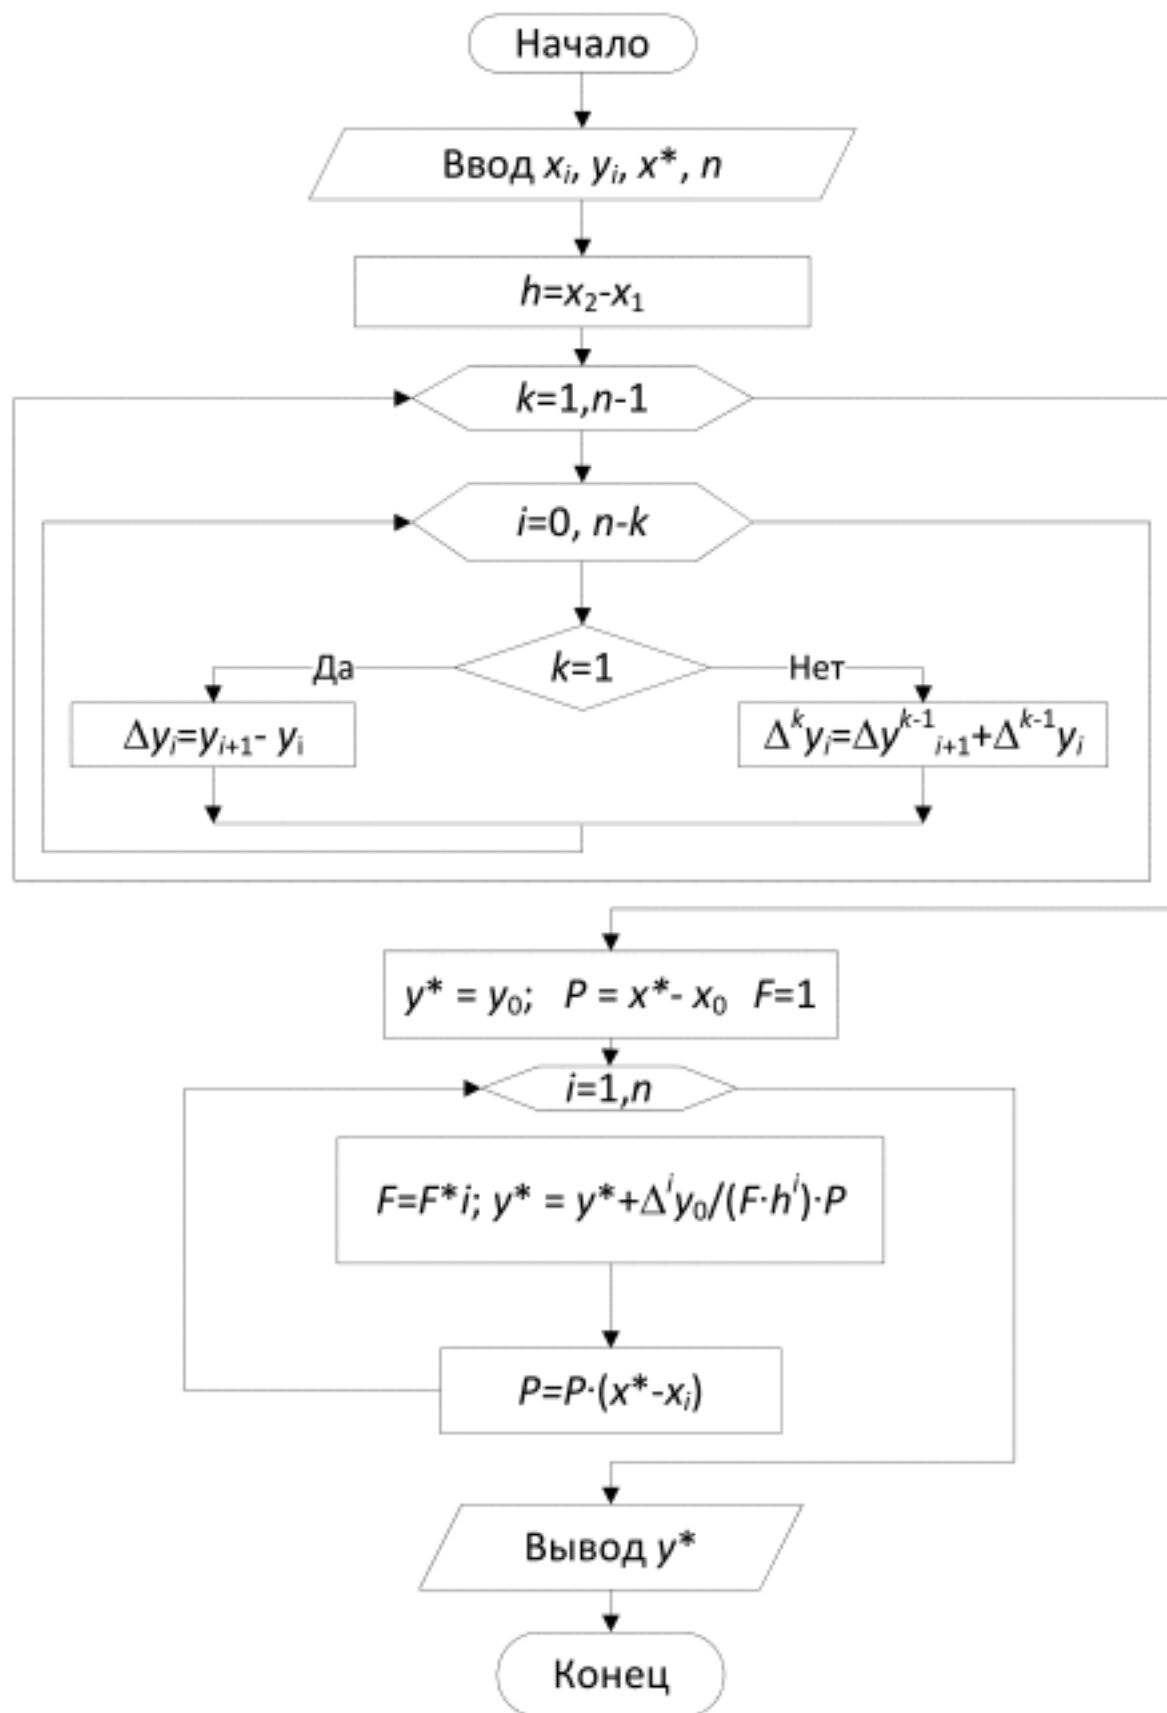 Начало
Ввод xᵢ, yᵢ, x*, n
h=x₂-x₁
k=1,n-1
i=0, n-k
k=1
Да
Нет
Δyᵢ=yᵢ₊₁- yᵢ
Δᵏyᵢ=Δyᵏ⁻¹ᵢ₊₁+Δᵏ⁻¹yᵢ
y* = y₀; P = x*- x₀ F=1
i=1,n
F=F*i; y* = y*+Δⁱy₀/(F·hⁱ)·P
P=P·(x*-xᵢ)
Вывод y*
Конец